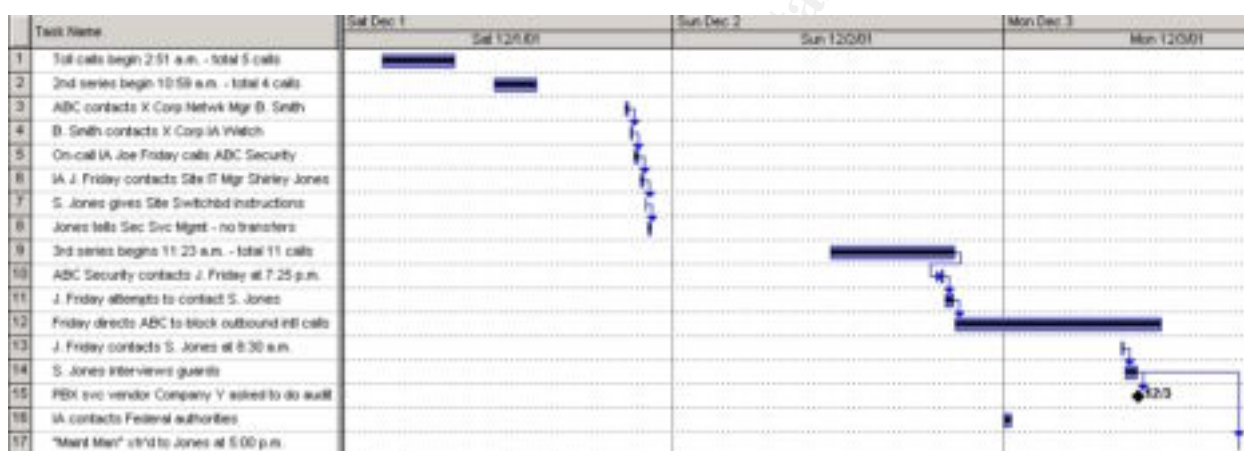 Task Name
Sat Dec 1
Sun Dec 2
Mon Dec 3
Sat 12/1/01
Sun 12/2/01
Mon 12/3/01
1 Toll calls begin 2:51 a.m. - total 5 calls
2 2nd series begin 10:59 a.m. - total 4 calls
3 ABC contacts X Corp Netwk Mgr B. Smith
4 B. Smith contacts X Corp IA Watch
5 On-call IA Joe Friday calls ABC Security
6 IA J. Friday contacts Site IT Mgr Shirley Jones
7 S. Jones gives Site Switchbd instructions
8 Jones tells Sec Svc Mgmt - no transfers
9 3rd series begins 11:23 a.m. - total 11 calls
10 ABC Security contacts J. Friday at 7:25 p.m.
11 J. Friday attempts to contact S. Jones
12 Friday directs ABC to block outbound intl calls
13 J. Friday contacts S. Jones at 8:30 a.m.
14 S. Jones interviews guards
15 PBX svc vendor Company Y asked to do audit
12/3
16 IA contacts Federal authorities
17 "Maint Man" to Jones at 5:00 p.m.